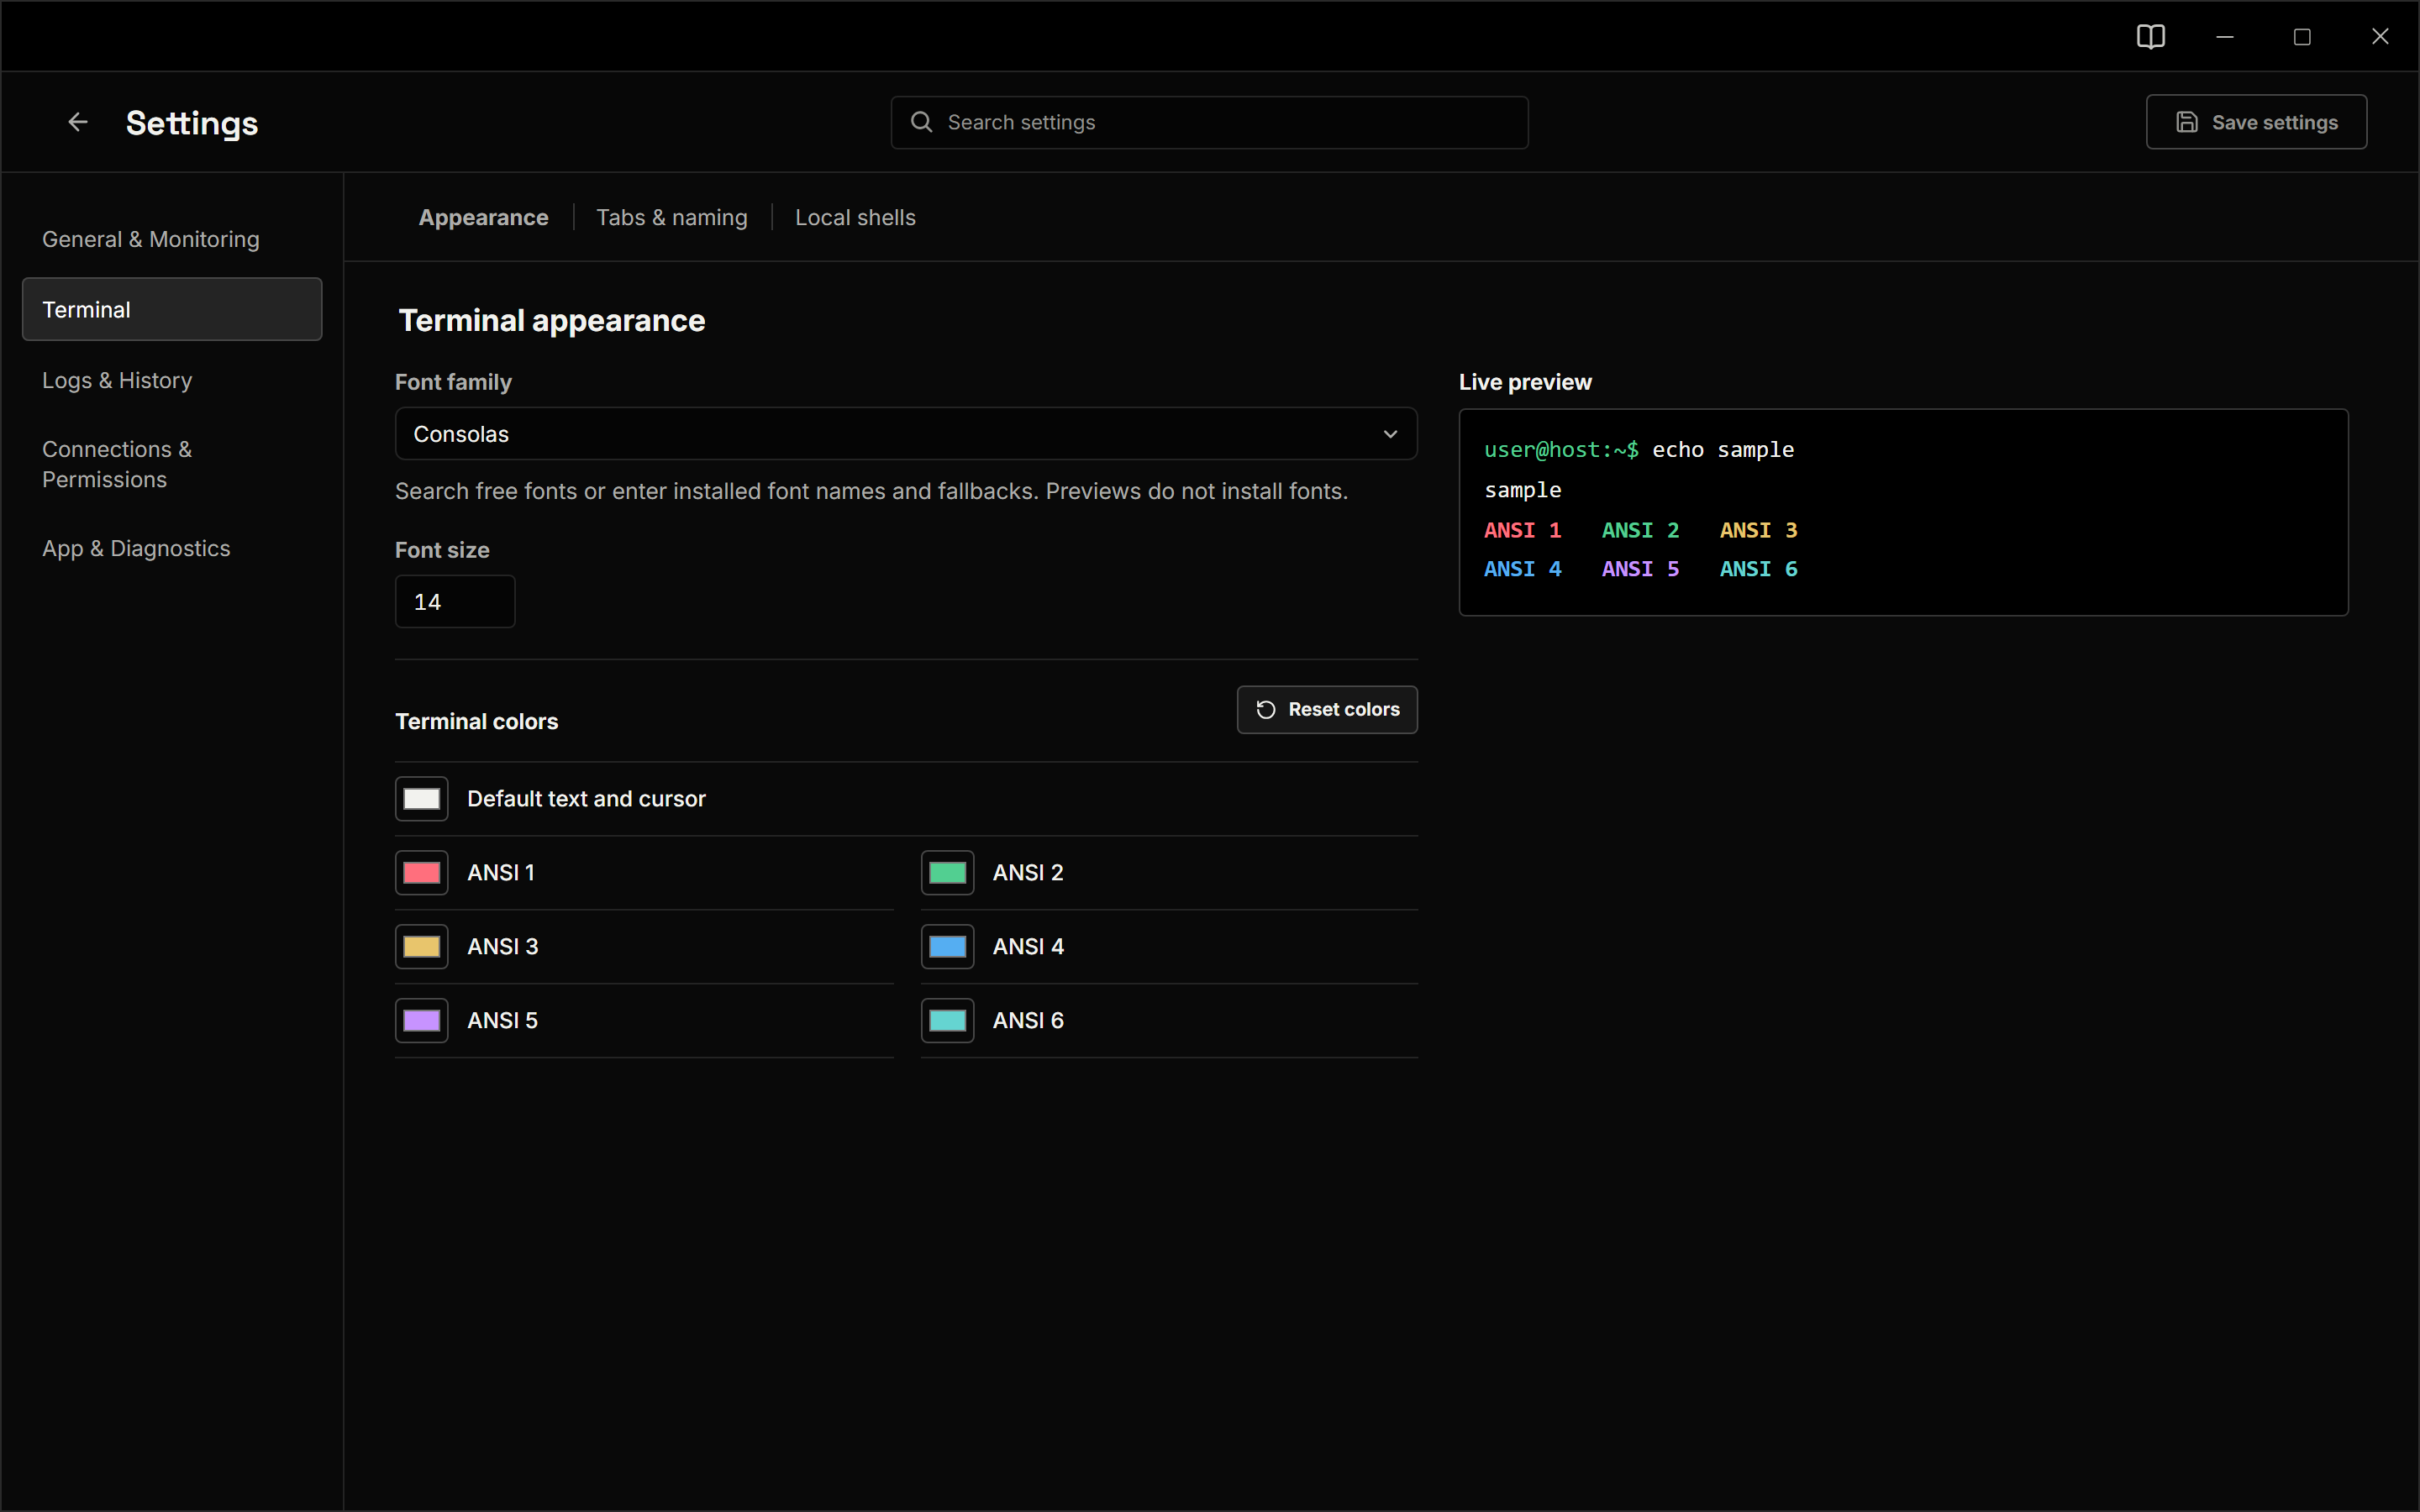 Settings
Search settings
Save settings
General & Monitoring
Terminal
Logs & History
Connections &
Permissions
App & Diagnostics
Appearance
Tabs & naming
Local shells
Terminal appearance
Font family
Consolas
Search free fonts or enter installed font names and fallbacks. Previews do not install fonts.
Font size
14
Terminal colors
Reset colors
Default text and cursor
ANSI 1
ANSI 2
ANSI 3
ANSI 4
ANSI 5
ANSI 6
Live preview
user@host:~$ echo sample
sample
ANSI 1 ANSI 2 ANSI 3
ANSI 4 ANSI 5 ANSI 6